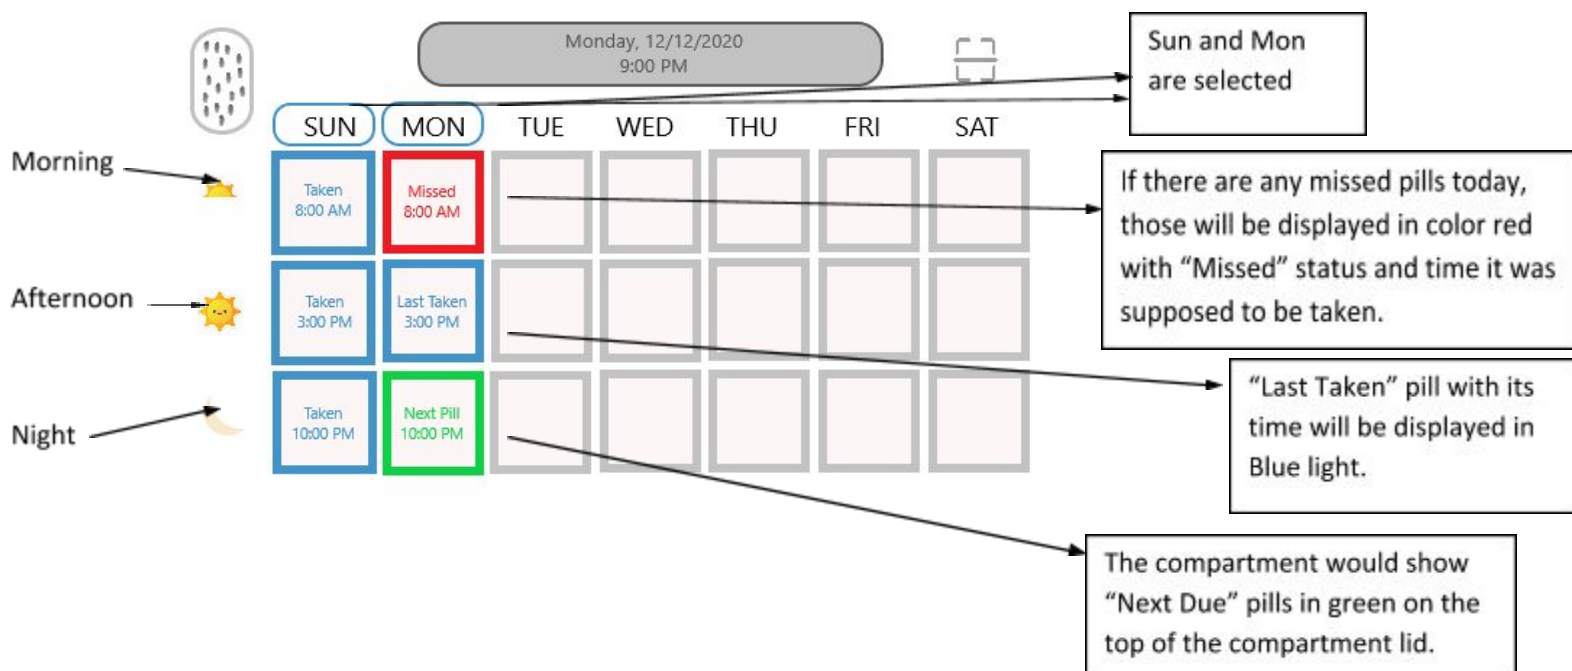 Monday, 12/12/2020
9:00 PM
Sun and Mon
are selected
SUN MON TUE WED THU FRI SAT
Morning
Taken
8:00 AM
Missed
8:00 AM
If there are any missed pills today,
those will be displayed in color red
with “Missed” status and time it was
supposed to be taken.
Afternoon
Taken
3:00 PM
Last Taken
3:00 PM
“Last Taken” pill with its
time will be displayed in
Blue light.
Night
Taken
10:00 PM
Next Pill
10:00 PM
The compartment would show
“Next Due” pills in green on the
top of the compartment lid.